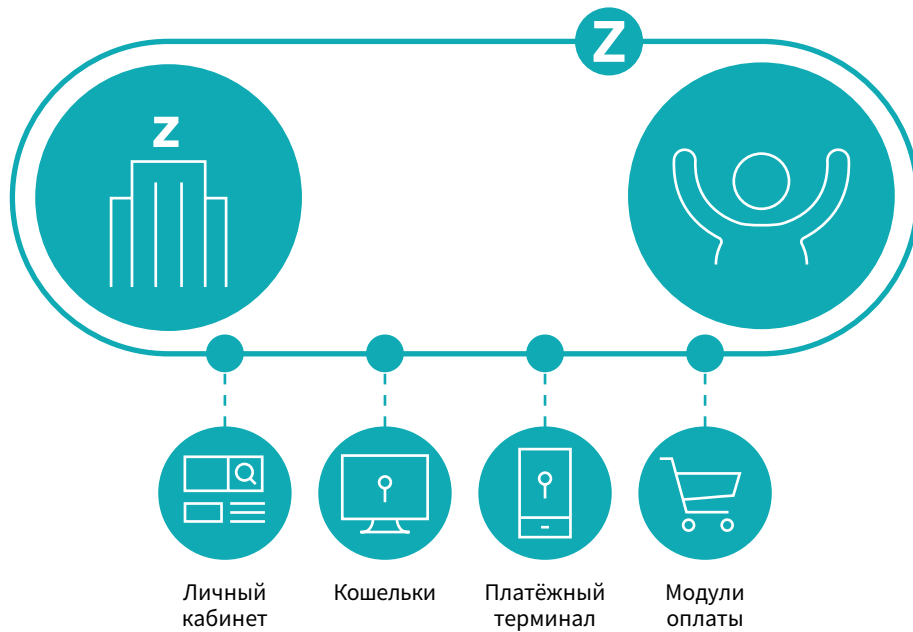 Z
Z
Личный
кабинет
Кошельки
Платёжный
терминал
Модули
оплаты